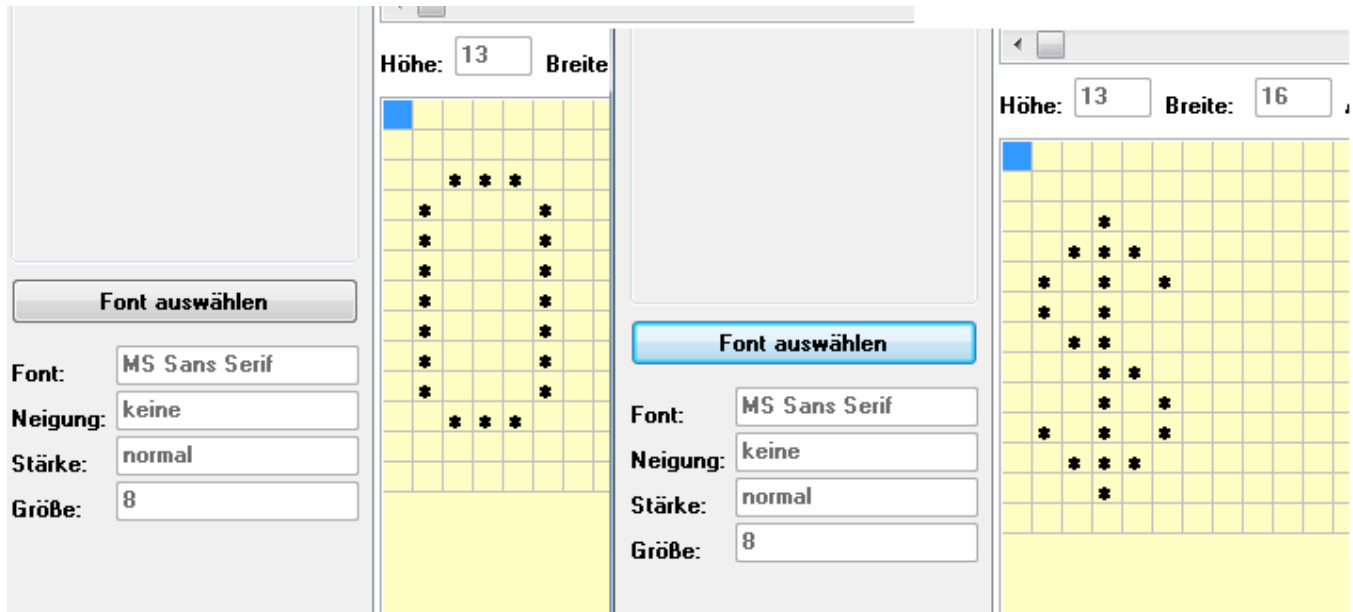 Höhe: 13 Breite
Font auswählen
Font: MS Sans Serif
Neigung: keine
Stärke: normal
Größe: 8
Höhe: 13 Breite: 16
Font auswählen
Font: MS Sans Serif
Neigung: keine
Stärke: normal
Größe: 8